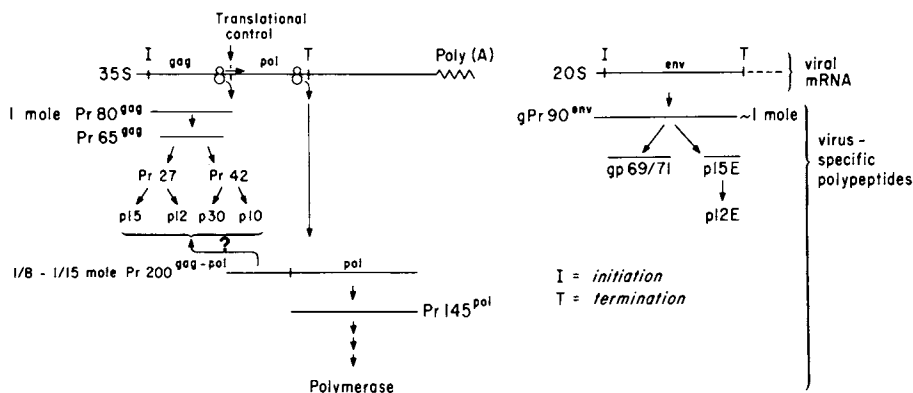 Translational
control
I gag pol T Poly (A)
35S
1 mole Pr 80gag
Pr 65gag
Pr 27 Pr 42
p15 p12 p30 p10
?
1/8 - 1/15 mole Pr 200gag-pol pol
Pr 145pol
Polymerase
I env T
20S
viral
mRNA
gPr 90env ~1 mole
gp 69/71 p15E
p12E
virus -
specific
polypeptides
I = initiation
T = termination